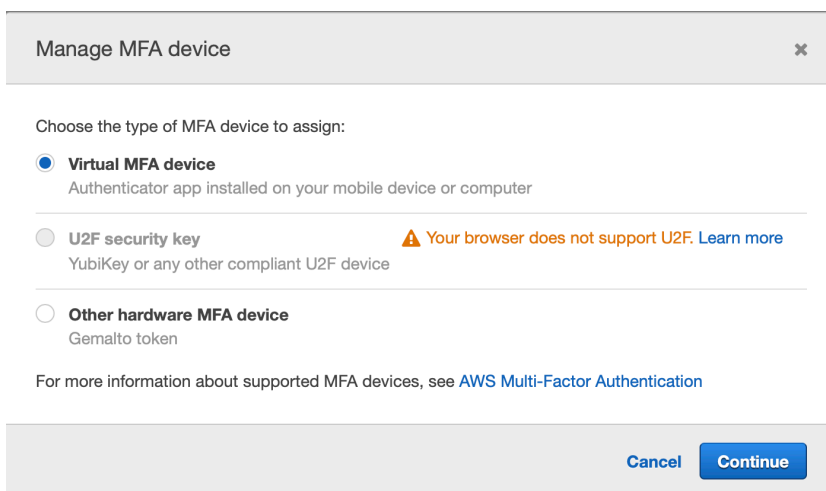 Manage MFA device
Choose the type of MFA device to assign:
Virtual MFA device
Authenticator app installed on your mobile device or computer
U2F security key
Your browser does not support U2F. Learn more
YubiKey or any other compliant U2F device
Other hardware MFA device
Gemalto token
For more information about supported MFA devices, see AWS Multi-Factor Authentication
Cancel Continue